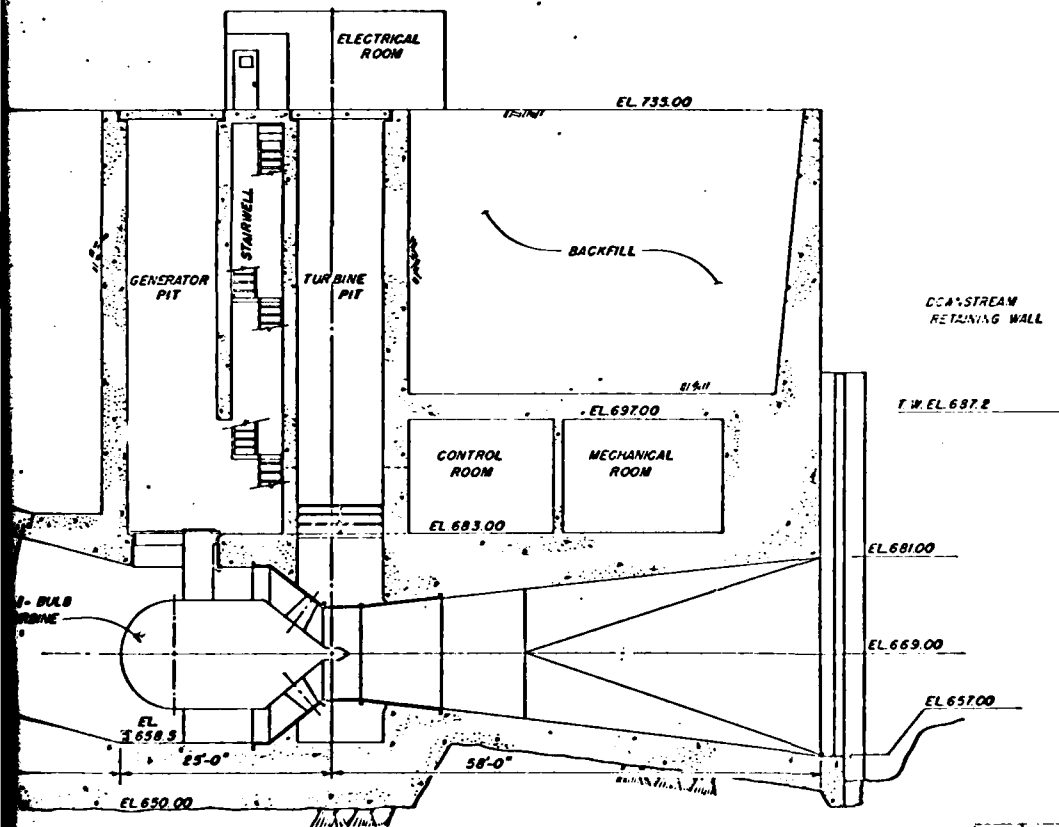 ELECTRICAL
ROOM
EL. 735.00
STAIRWELL
BACKFILL
GENERATOR
PIT
TURBINE
PIT
DOWNSTREAM
RETAINING WALL
EL.697.00
T.W. EL.687.2
CONTROL
ROOM
MECHANICAL
ROOM
EL.683.00
EL.681.00
BULB
EL.669.00
EL.657.00
EL.
658.5
25'-0"
58'-0"
EL.650.00